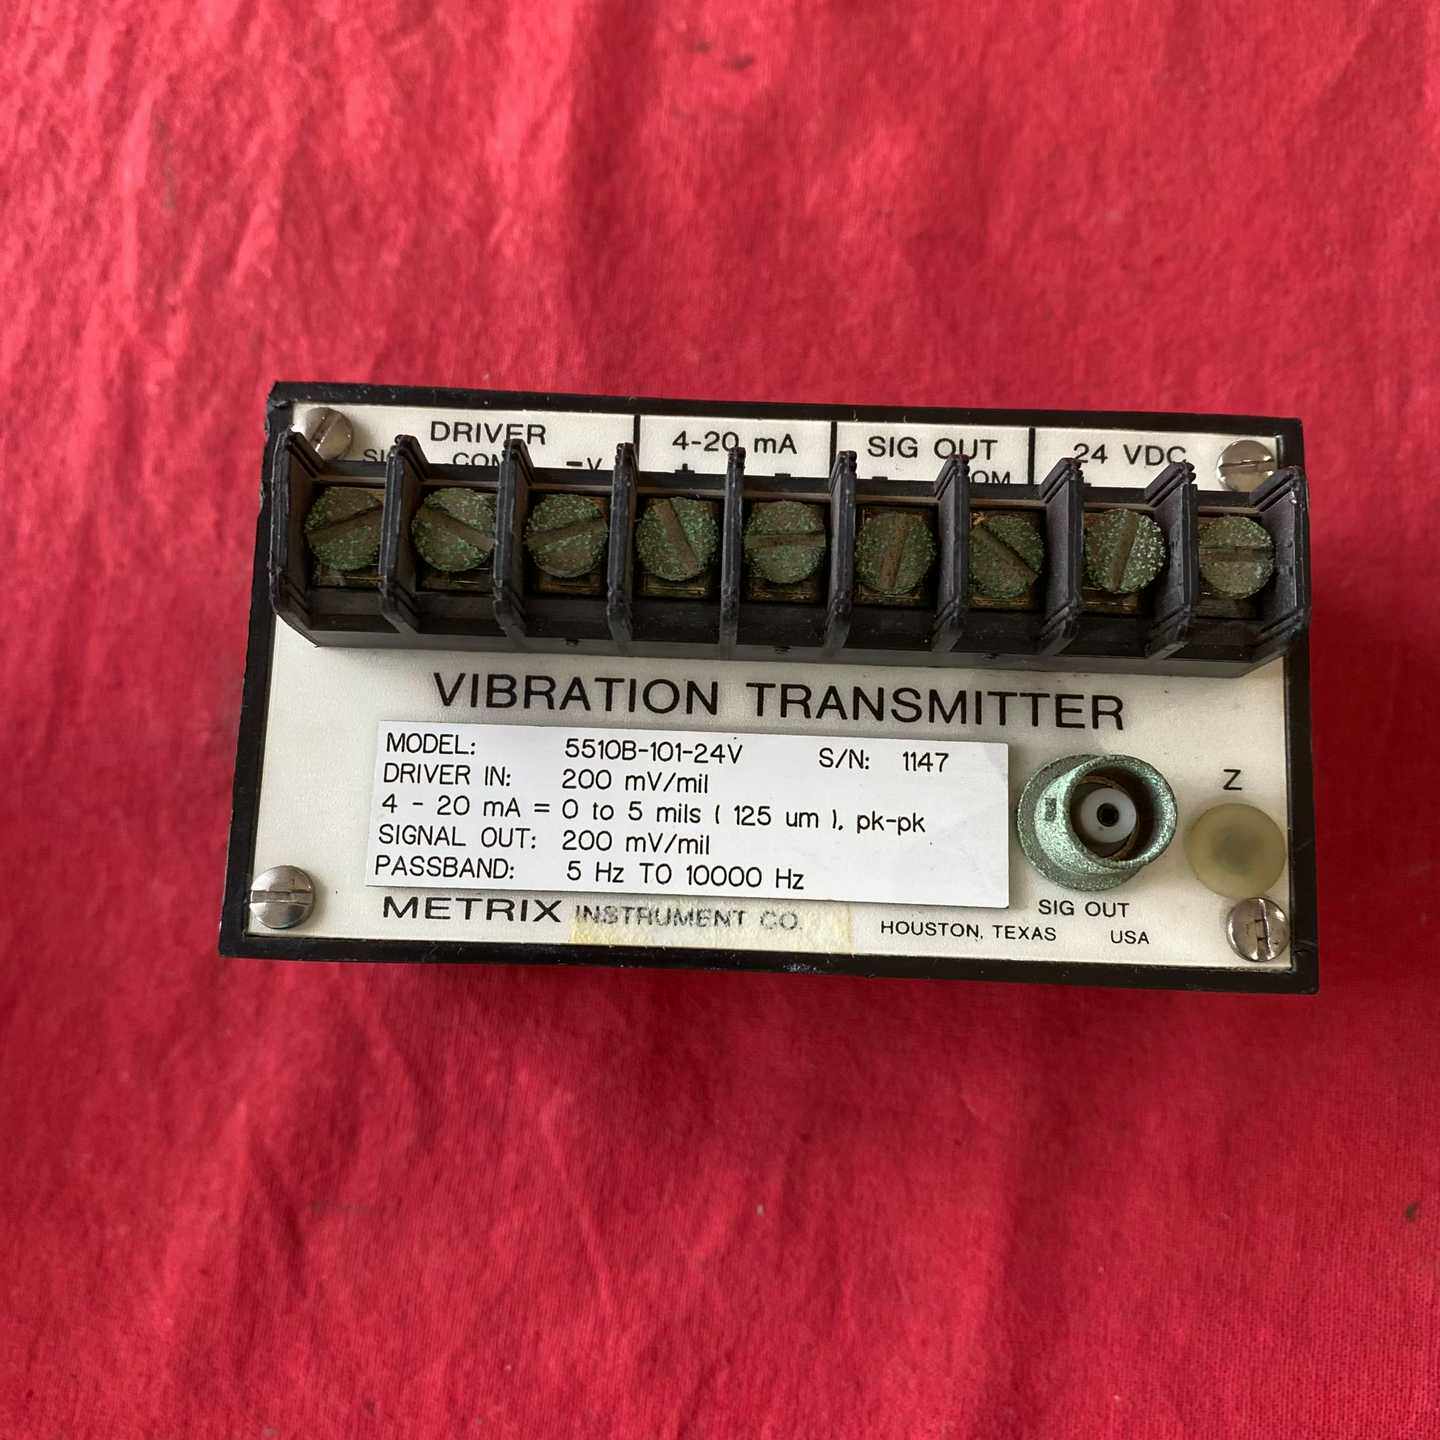 DRIVER 4-20 mA SIG OUT 24 VDC
-V + -
VIBRATION TRANSMITTER
MODEL: 5510B-101-24V S/N: 1147
DRIVER IN: 200 mV/mil
4 - 20 mA = 0 to 5 mils ( 125 um ), pk-pk
SIGNAL OUT: 200 mV/mil
PASSBAND: 5 Hz TO 10000 Hz
Z
SIG OUT
METRIX INSTRUMENT CO.
HOUSTON, TEXAS USA